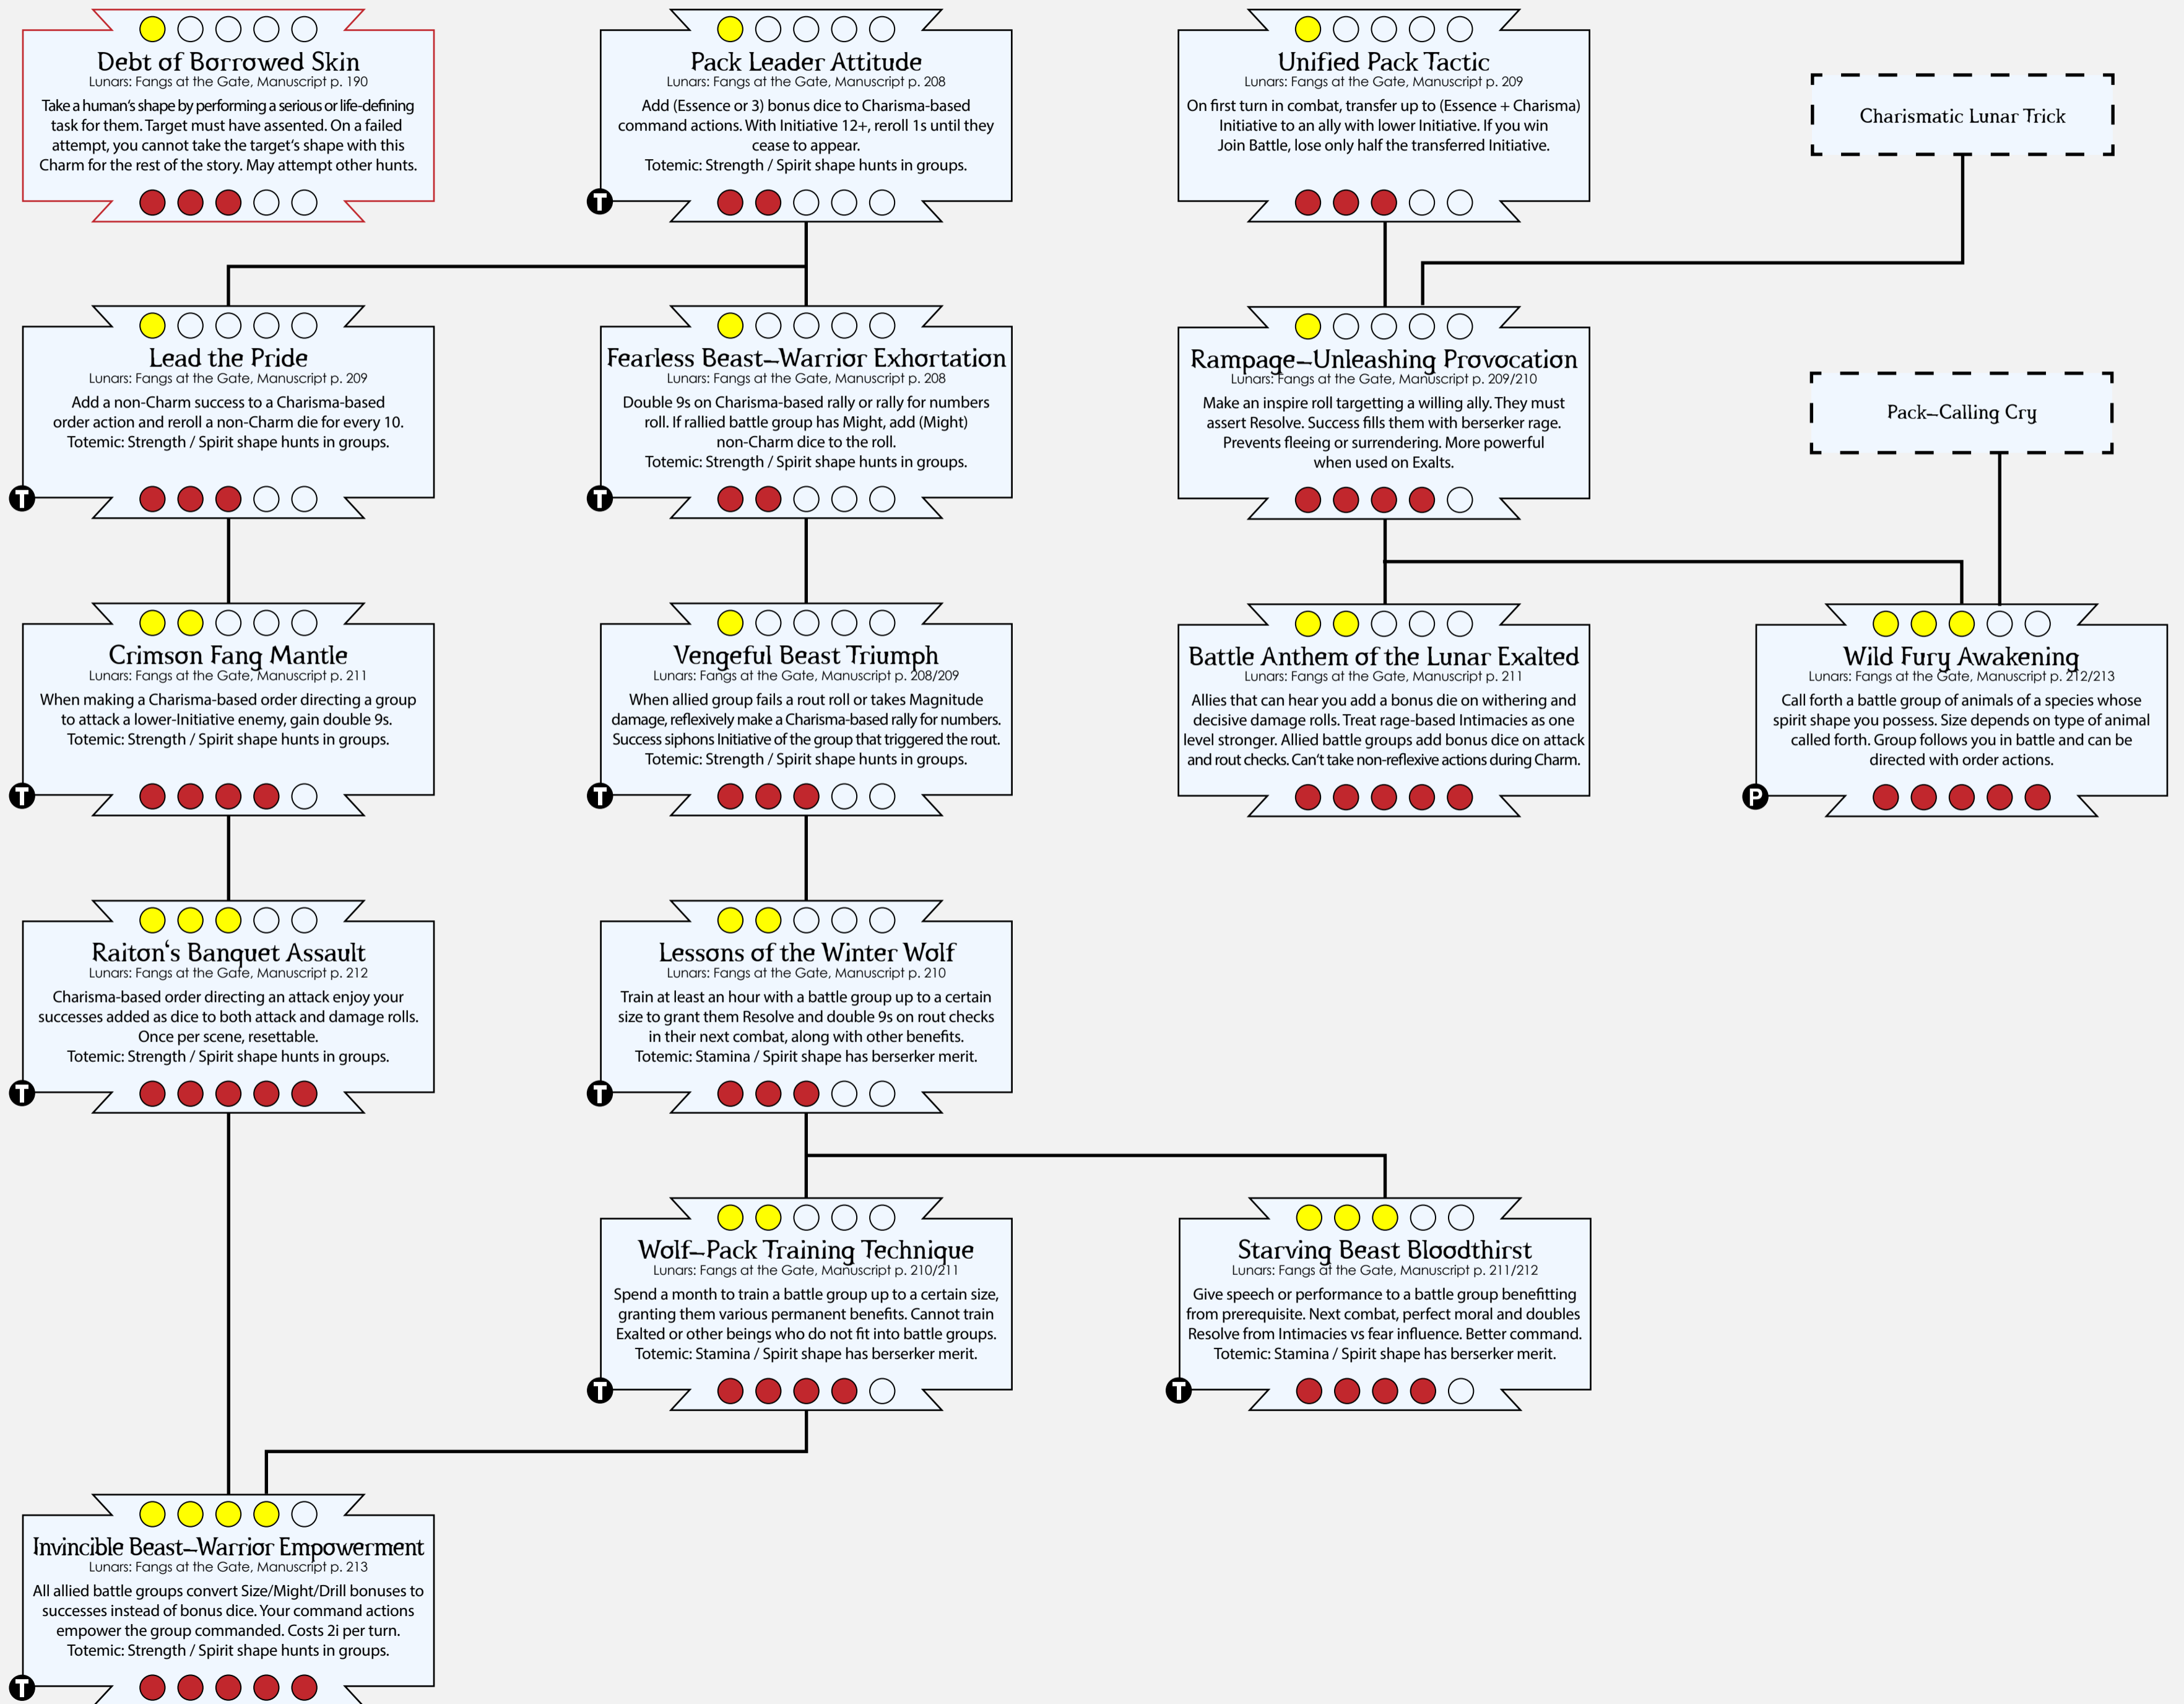 Debt of Borrowed Skin
Lunars: Fangs at the Gate, Manuscript p. 190
Take a human's shape by performing a serious or life-defining
task for them. Target must have assented. On a failed
attempt, you cannot take the target's shape with this
Charm for the rest of the story. May attempt other hunts.
Pack Leader Attitude
Lunars: Fangs at the Gate, Manuscript p. 208
Add (Essence or 3) bonus dice to Charisma-based
command actions. With Initiative 12+, reroll 1s until they
cease to appear.
Totemic: Strength / Spirit shape hunts in groups.
T
Unified Pack Tactic
Lunars: Fangs at the Gate, Manuscript p. 209
On first turn in combat, transfer up to (Essence + Charisma)
Initiative to an ally with lower Initiative. If you win
Join Battle, lose only half the transferred Initiative.
Charismatic Lunar Trick
Lead the Pride
Lunars: Fangs at the Gate, Manuscript p. 209
Add a non-Charm success to a Charisma-based
order action and reroll a non-Charm die for every 10.
Totemic: Strength / Spirit shape hunts in groups.
T
Fearless Beast-Warrior Exhortation
Lunars: Fangs at the Gate, Manuscript p. 208
Double 9s on Charisma-based rally or rally for numbers
roll. If rallied battle group has Might, add (Might)
non-Charm dice to the roll.
Totemic: Strength / Spirit shape hunts in groups.
T
Rampage-Unleashing Provocation
Lunars: Fangs at the Gate, Manuscript p. 209/210
Make an inspire roll targetting a willing ally. They must
assert Resolve. Success fills them with berserker rage.
Prevents fleeing or surrendering. More powerful
when used on Exalts.
Pack-Calling Cry
Crimson Fang Mantle
Lunars: Fangs at the Gate, Manuscript p. 211
When making a Charisma-based order directing a group
to attack a lower-Initiative enemy, gain double 9s.
Totemic: Strength / Spirit shape hunts in groups.
T
Vengeful Beast Triumph
Lunars: Fangs at the Gate, Manuscript p. 208/209
When allied group fails a rout roll or takes Magnitude
damage, reflexively make a Charisma-based rally for numbers.
Success siphons Initiative of the group that triggered the rout.
Totemic: Strength / Spirit shape hunts in groups.
T
Battle Anthem of the Lunar Exalted
Lunars: Fangs at the Gate, Manuscript p. 211
Allies that can hear you add a bonus die on withering and
decisive damage rolls. Treat rage-based Intimacies as one
level stronger. Allied battle groups add bonus dice on attack
and rout checks. Can't take non-reflexive actions during Charm.
Wild Fury Awakening
Lunars: Fangs at the Gate, Manuscript p. 212/213
Call forth a battle group of animals of a species whose
spirit shape you possess. Size depends on type of animal
called forth. Group follows you in battle and can be
directed with order actions.
P
Raiton's Banquet Assault
Lunars: Fangs at the Gate, Manuscript p. 212
Charisma-based order directing an attack enjoy your
successes added as dice to both attack and damage rolls.
Once per scene, resettable.
Totemic: Strength / Spirit shape hunts in groups.
T
Lessons of the Winter Wolf
Lunars: Fangs at the Gate, Manuscript p. 210
Train at least an hour with a battle group up to a certain
size to grant them Resolve and double 9s on rout checks
in their next combat, along with other benefits.
Totemic: Stamina / Spirit shape has berserker merit.
T
Wolf-Pack Training Technique
Lunars: Fangs at the Gate, Manuscript p. 210/211
Spend a month to train a battle group up to a certain size,
granting them various permanent benefits. Cannot train
Exalted or other beings who do not fit into battle groups.
Totemic: Stamina / Spirit shape has berserker merit.
T
Starving Beast Bloodthirst
Lunars: Fangs at the Gate, Manuscript p. 211/212
Give speech or performance to a battle group benefitting
from prerequisite. Next combat, perfect moral and doubles
Resolve from Intimacies vs fear influence. Better command.
Totemic: Stamina / Spirit shape has berserker merit.
T
Invincible Beast-Warrior Empowerment
Lunars: Fangs at the Gate, Manuscript p. 213
All allied battle groups convert Size/Might/Drill bonuses to
successes instead of bonus dice. Your command actions
empower the group commanded. Costs 2i per turn.
Totemic: Strength / Spirit shape hunts in groups.
T